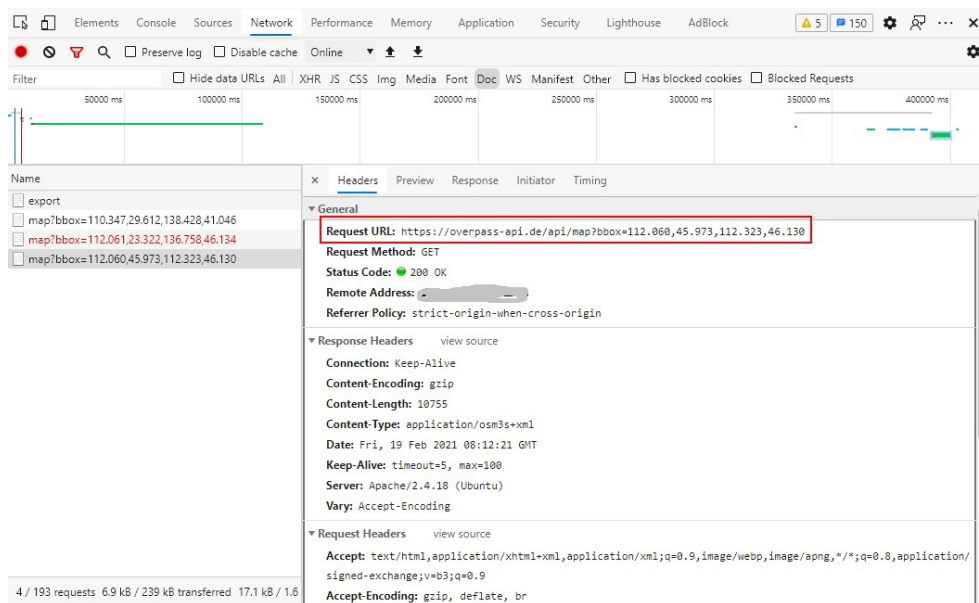 Elements Console Sources Network Performance Memory Application Security Lighthouse AdBlock 5 150
Preserve log Disable cache Online
Filter Hide data URLs All XHR JS CSS Img Media Font Doc WS Manifest Other Has blocked cookies Blocked Requests
50000 ms 100000 ms 150000 ms 200000 ms 250000 ms 300000 ms 350000 ms 400000 ms
Name
export
map?bbox=110.347,29.612,138.428,41.046
map?bbox=112.061,23.322,136.758,46.134
map?bbox=112.060,45.973,112.323,46.130
4 / 193 requests 6.9 kB / 239 kB transferred 17.1 kB / 1.6
× Headers Preview Response Initiator Timing
General
Request URL: https://overpass-api.de/api/map?bbox=112.060,45.973,112.323,46.130
Request Method: GET
Status Code: 200 OK
Remote Address:
Referrer Policy: strict-origin-when-cross-origin
Response Headers view source
Connection: Keep-Alive
Content-Encoding: gzip
Content-Length: 10755
Content-Type: application/osm3s+xml
Date: Fri, 19 Feb 2021 08:12:21 GMT
Keep-Alive: timeout=5, max=100
Server: Apache/2.4.18 (Ubuntu)
Vary: Accept-Encoding
Request Headers view source
Accept: text/html,application/xhtml+xml,application/xml;q=0.9,image/webp,image/apng,*/*;q=0.8,application/
signed-exchange;v=b3;q=0.9
Accept-Encoding: gzip, deflate, br